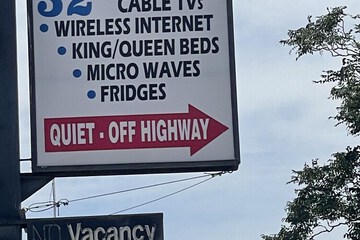 32" CABLE TVs
• WIRELESS INTERNET
• KING/QUEEN BEDS
• MICRO WAVES
• FRIDGES
QUIET - OFF HIGHWAY
NO Vacancy